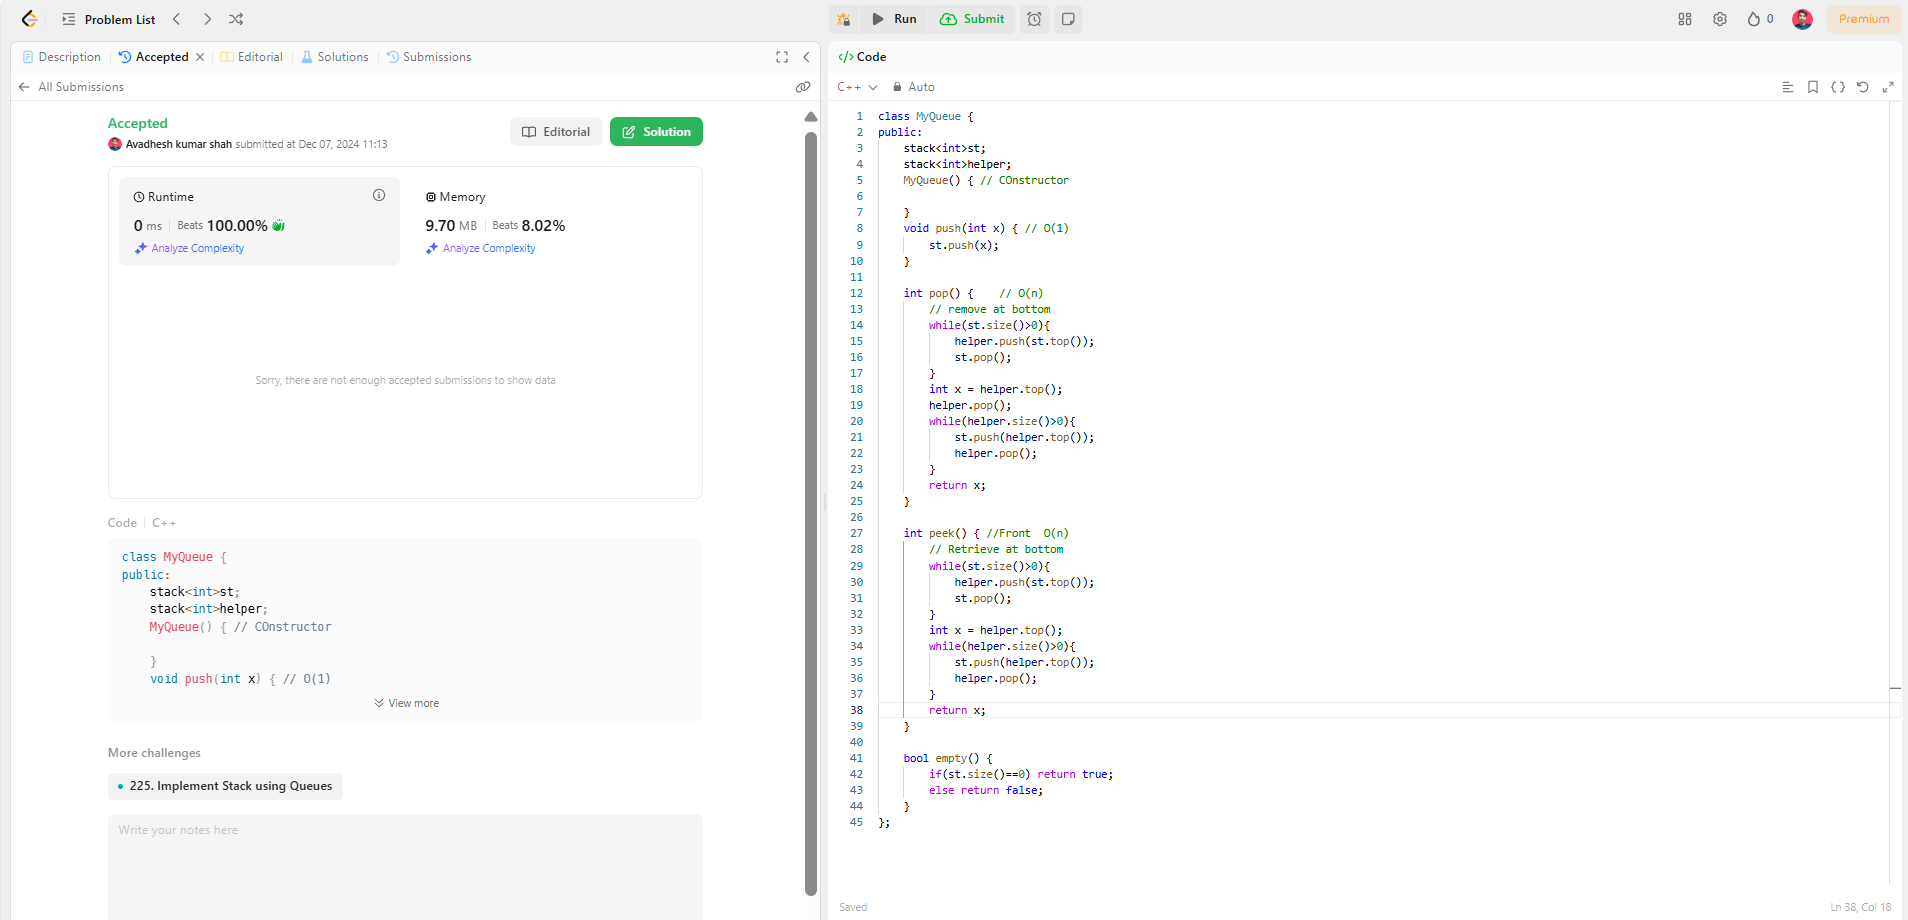 Problem List
Run
Submit
0
Premium
Description
Accepted
Editorial
Solutions
Submissions
All Submissions
Accepted
Avadhesh kumar shah submitted at Dec 07, 2024 11:13
Editorial
Solution
Runtime
0 ms
Beats 100.00%
Analyze Complexity
Memory
9.70 MB
Beats 8.02%
Analyze Complexity
Sorry, there are not enough accepted submissions to show data
Code
C++
class MyQueue {
public:
    stack<int>st;
    stack<int>helper;
    MyQueue() { // COnstructor
    }
    void push(int x) { // O(1)
View more
More challenges
225. Implement Stack using Queues
Write your notes here
Code
C++
Auto
1 class MyQueue {
2 public:
3     stack<int>st;
4     stack<int>helper;
5     MyQueue() { // COnstructor
6
7     }
8     void push(int x) { // O(1)
9         st.push(x);
10     }
11
12     int pop() {    // O(n)
13         // remove at bottom
14         while(st.size()>0){
15             helper.push(st.top());
16             st.pop();
17         }
18         int x = helper.top();
19         helper.pop();
20         while(helper.size()>0){
21             st.push(helper.top());
22             helper.pop();
23         }
24         return x;
25     }
26
27     int peek() { //Front  O(n)
28         // Retrieve at bottom
29         while(st.size()>0){
30             helper.push(st.top());
31             st.pop();
32         }
33         int x = helper.top();
34         while(helper.size()>0){
35             st.push(helper.top());
36             helper.pop();
37         }
38         return x;
39     }
40
41     bool empty() {
42         if(st.size()==0) return true;
43         else return false;
44     }
45 };
Saved
Ln 38, Col 18